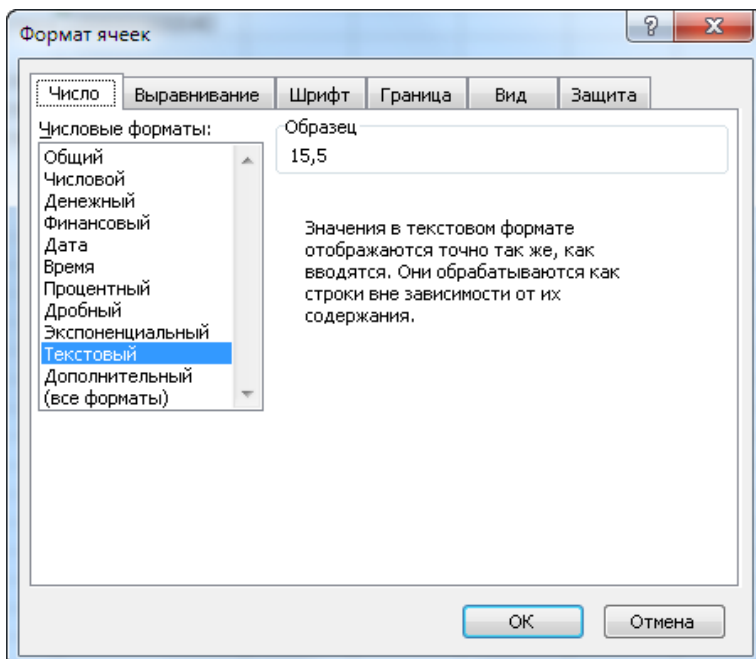 Формат ячеек
Число Выравнивание Шрифт Граница Вид Защита
Числовые форматы:
Общий
Числовой
Денежный
Финансовый
Дата
Время
Процентный
Дробный
Экспоненциальный
Текстовый
Дополнительный
(все форматы)
Образец
15,5
Значения в текстовом формате
отображаются точно так же, как
вводятся. Они обрабатываются как
строки вне зависимости от их
содержания.
ОК Отмена